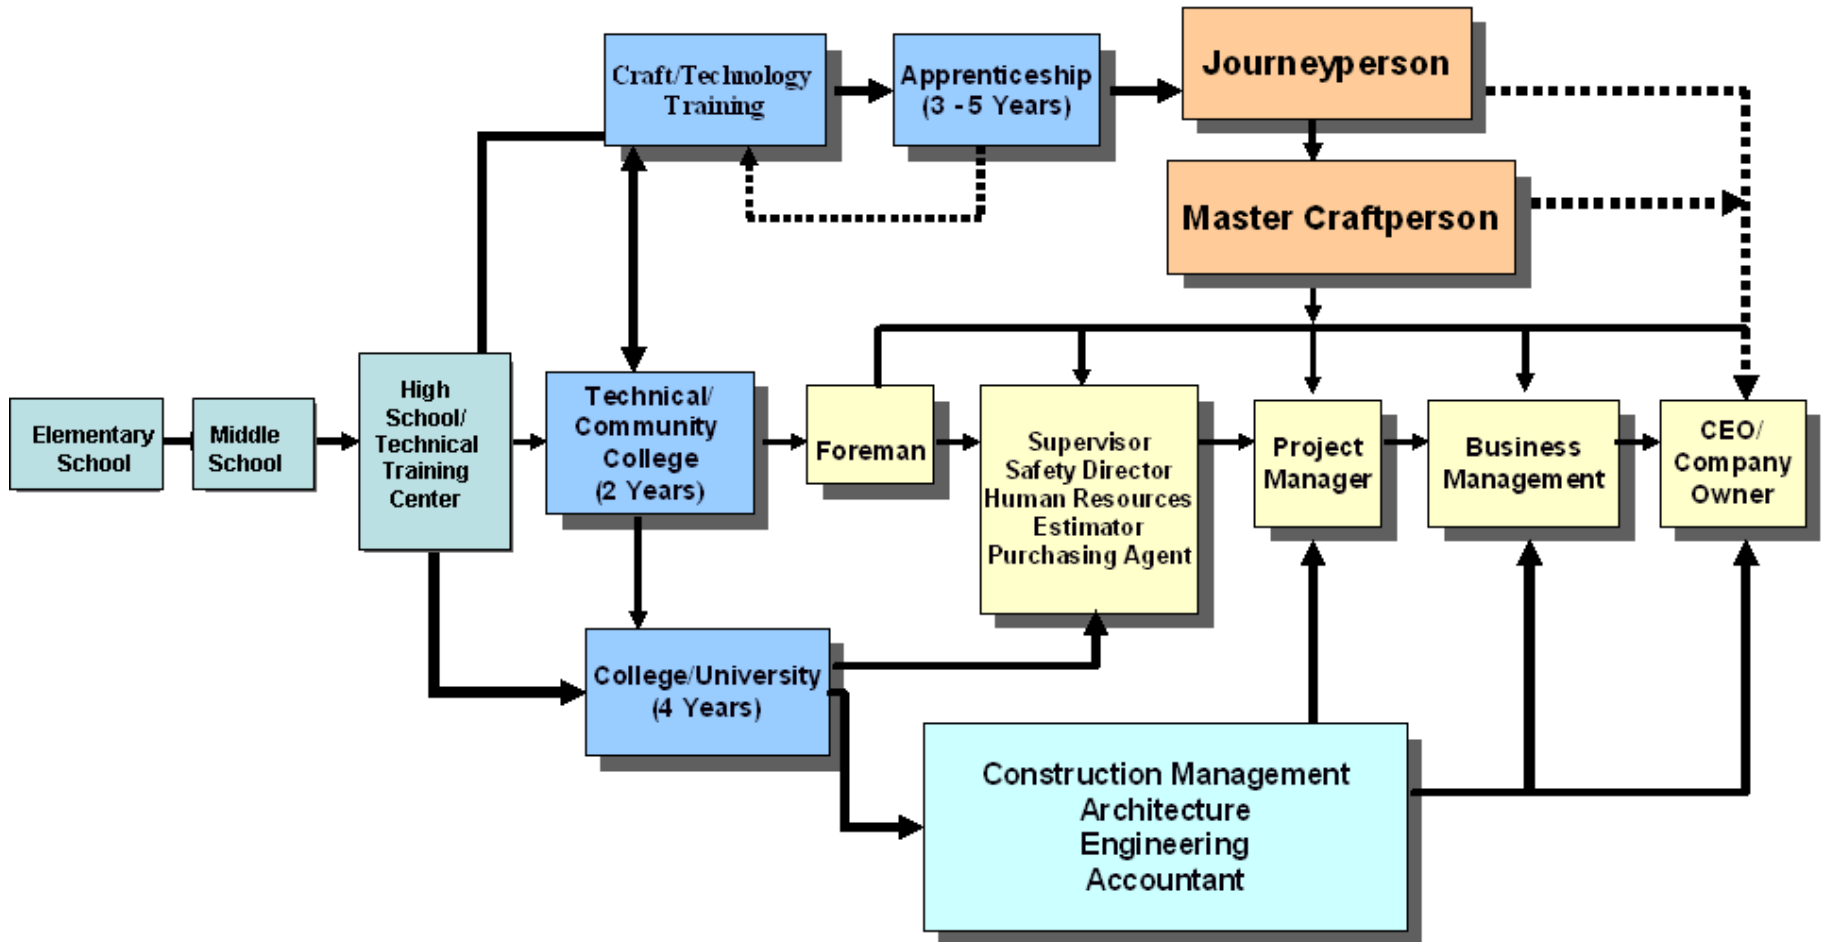 Craft/Technology
Training
Apprenticeship
(3 - 5 Years)
Journeyperson
Master Craftperson
Elementary
School
Middle
School
High
School/
Technical
Training
Center
Technical/
Community
College
(2 Years)
Foreman
Supervisor
Safety Director
Human Resources
Estimator
Purchasing Agent
Project
Manager
Business
Management
CEO/
Company
Owner
College/University
(4 Years)
Construction Management
Architecture
Engineering
Accountant